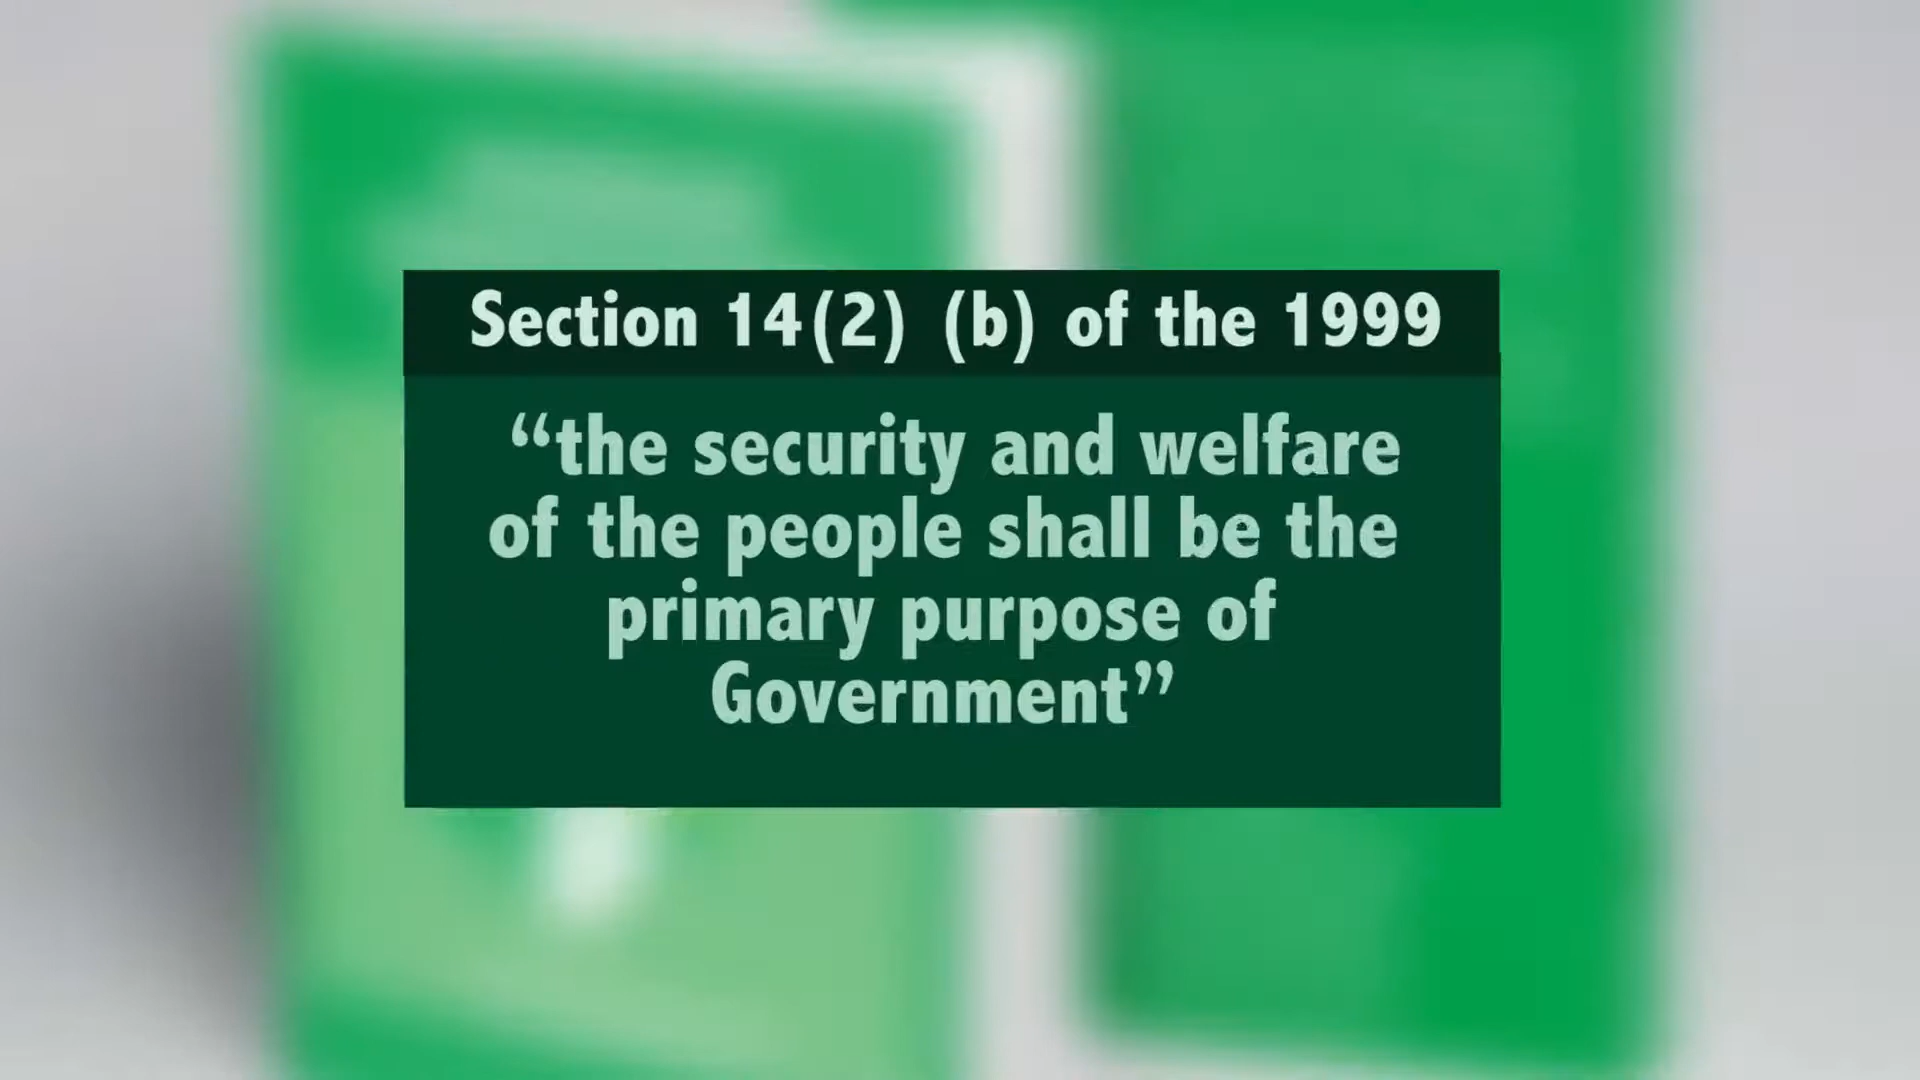 Section 14(2) (b) of the 1999
“the security and welfare
of the people shall be the
primary purpose of
Government”